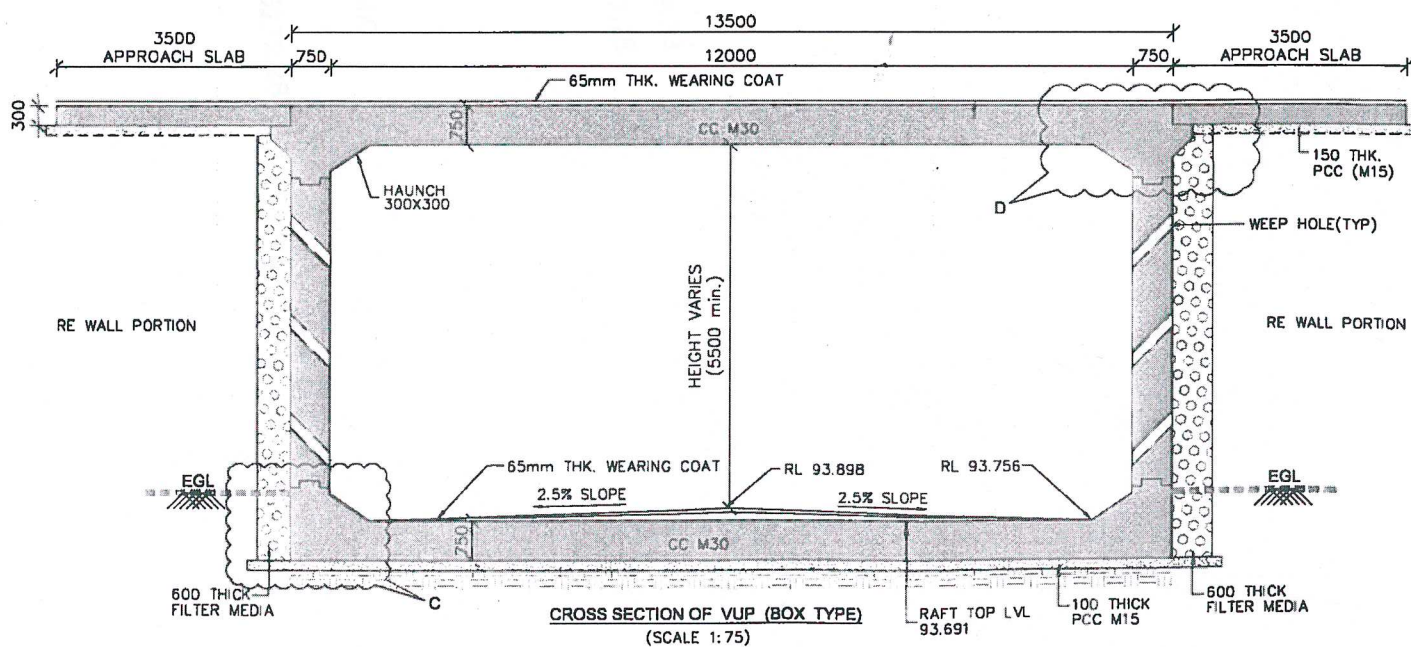 13500
3500
APPROACH SLAB
750
12000
750
3500
APPROACH SLAB
65mm THK. WEARING COAT
300
750
CC M30
HAUNCH
300X300
D
150 THK.
PCC (M15)
WEEP HOLE(TYP)
HEIGHT VARIES
(5500 min.)
RE WALL PORTION
RE WALL PORTION
65mm THK. WEARING COAT
RL 93.898
RL 93.756
EGL
2.5% SLOPE
2.5% SLOPE
EGL
750
CC M30
600 THICK
FILTER MEDIA
C
CROSS SECTION OF VUP (BOX TYPE)
(SCALE 1:75)
RAFT TOP LVL
93.691
100 THICK
PCC M15
600 THICK
FILTER MEDIA